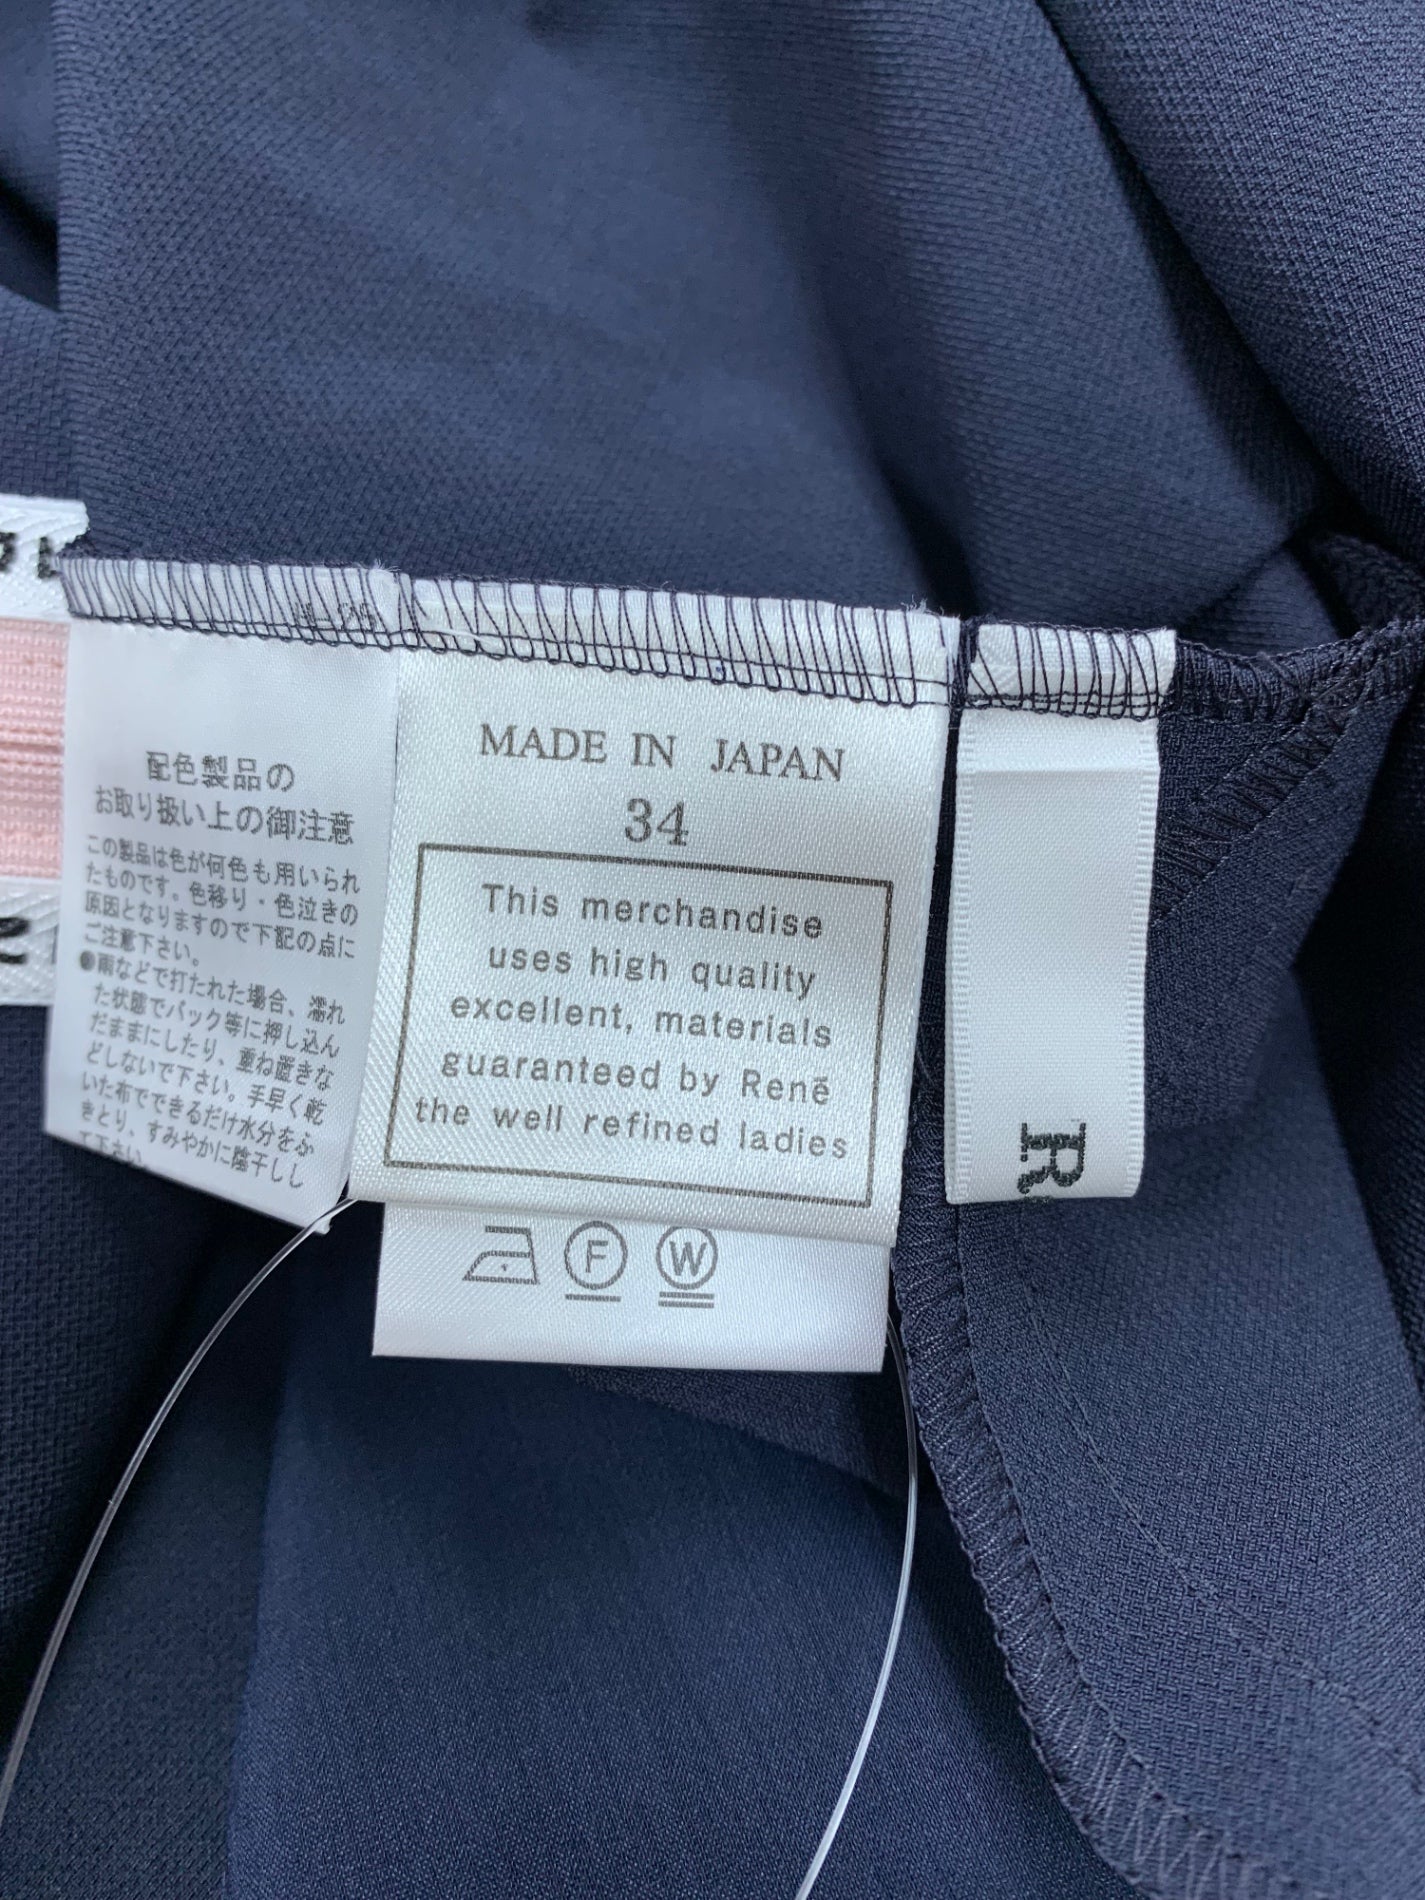 配色製品の
お取り扱い上の御注意
この製品は色が何色も用いられ
たものです。色移り・色泣きの
原因となりますので下記の点に
ご注意下さい。
●雨などで打たれた場合、濡れ
た状態でバック等に押し込ん
だままにしたり、重ね置きな
どしないで下さい。手早く乾
いた布でできるだけ水分をふ
きとり、すみやかに陰干しし
て下さい。
MADE IN JAPAN
34
This merchandise
uses high quality
excellent, materials
guaranteed by Renē
the well refined ladies
F
W
R